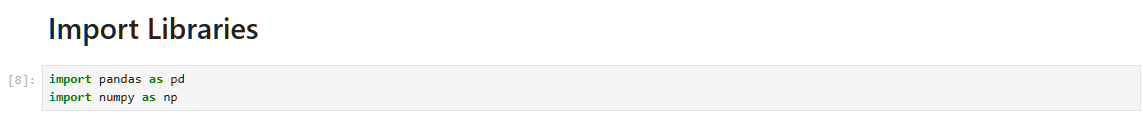 Import Libraries
[8]: import pandas as pd
import numpy as np